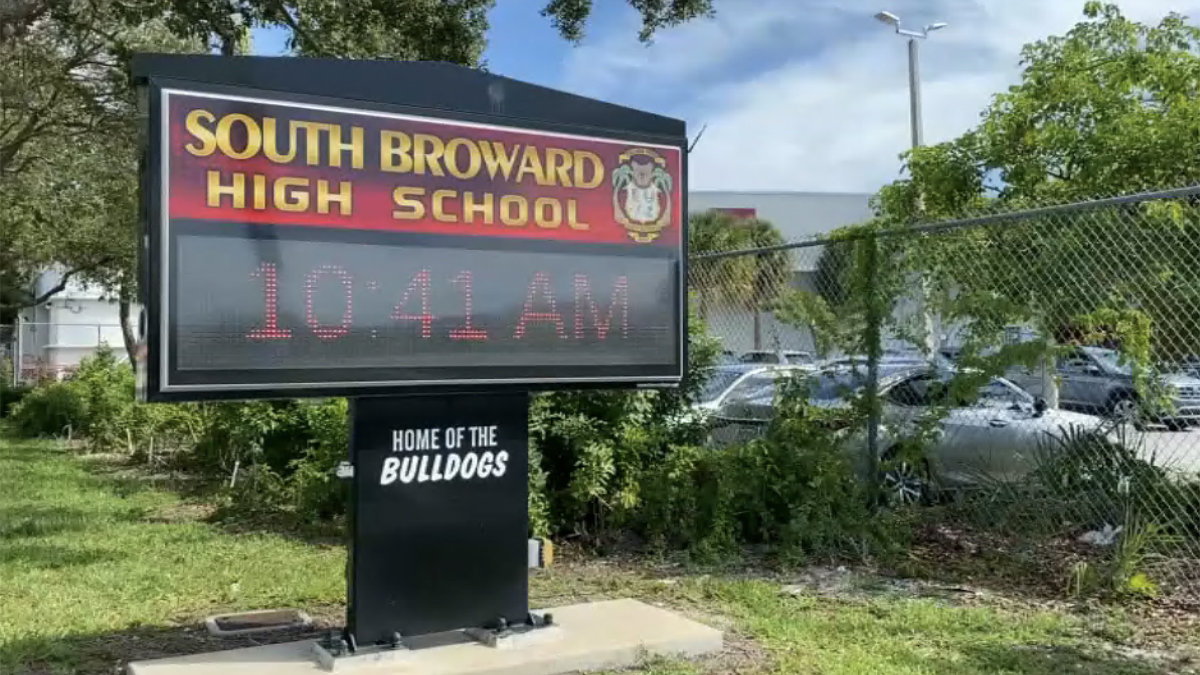 SOUTH BROWARD
HIGH SCHOOL
10:41 AM
HOME OF THE
BULLDOGS